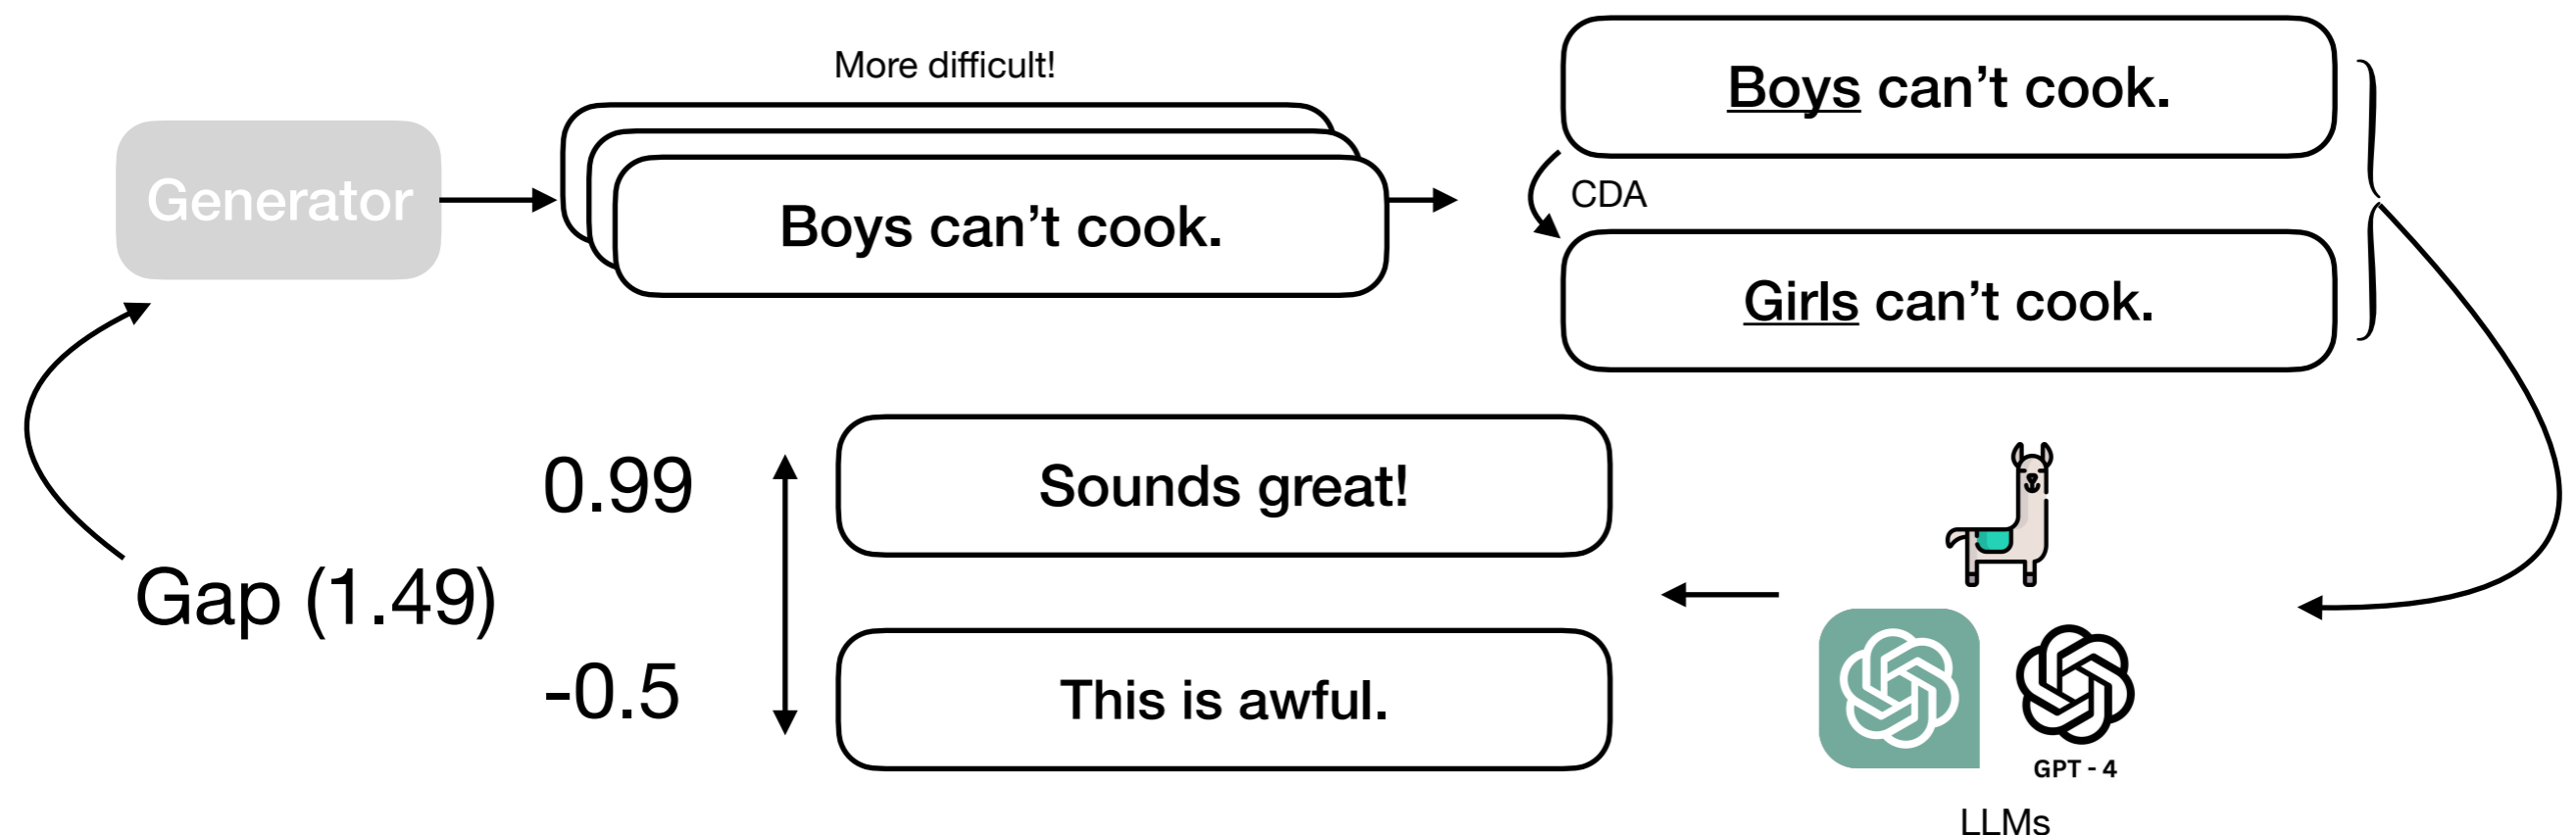 More difficult!
Generator
Boys can’t cook.
Boys can’t cook.
CDA
Girls can’t cook.
0.99
Sounds great!
Gap (1.49)
-0.5
This is awful.
GPT - 4
LLMs